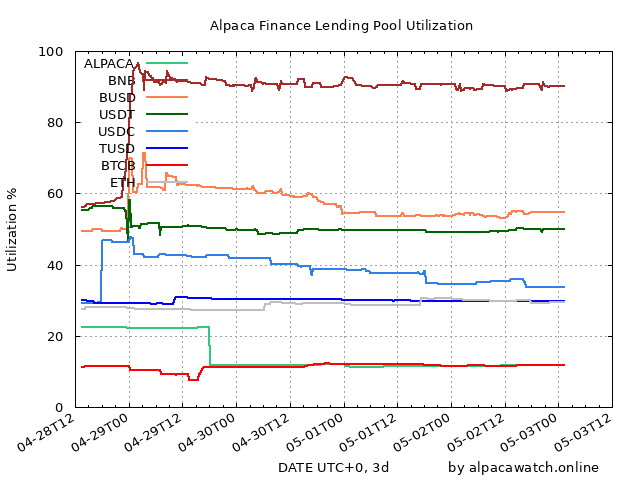 Alpaca Finance Lending Pool Utilization
Utilization %
100
80
60
40
20
0
ALPACA
BNB
BUSD
USDT
USDC
TUSD
BTCB
ETH
04-28T12
04-29T00
04-29T12
04-30T00
04-30T12
05-01T00
05-01T12
05-02T00
05-02T12
05-03T00
05-03T12
DATE UTC+0, 3d
by alpacawatch.online